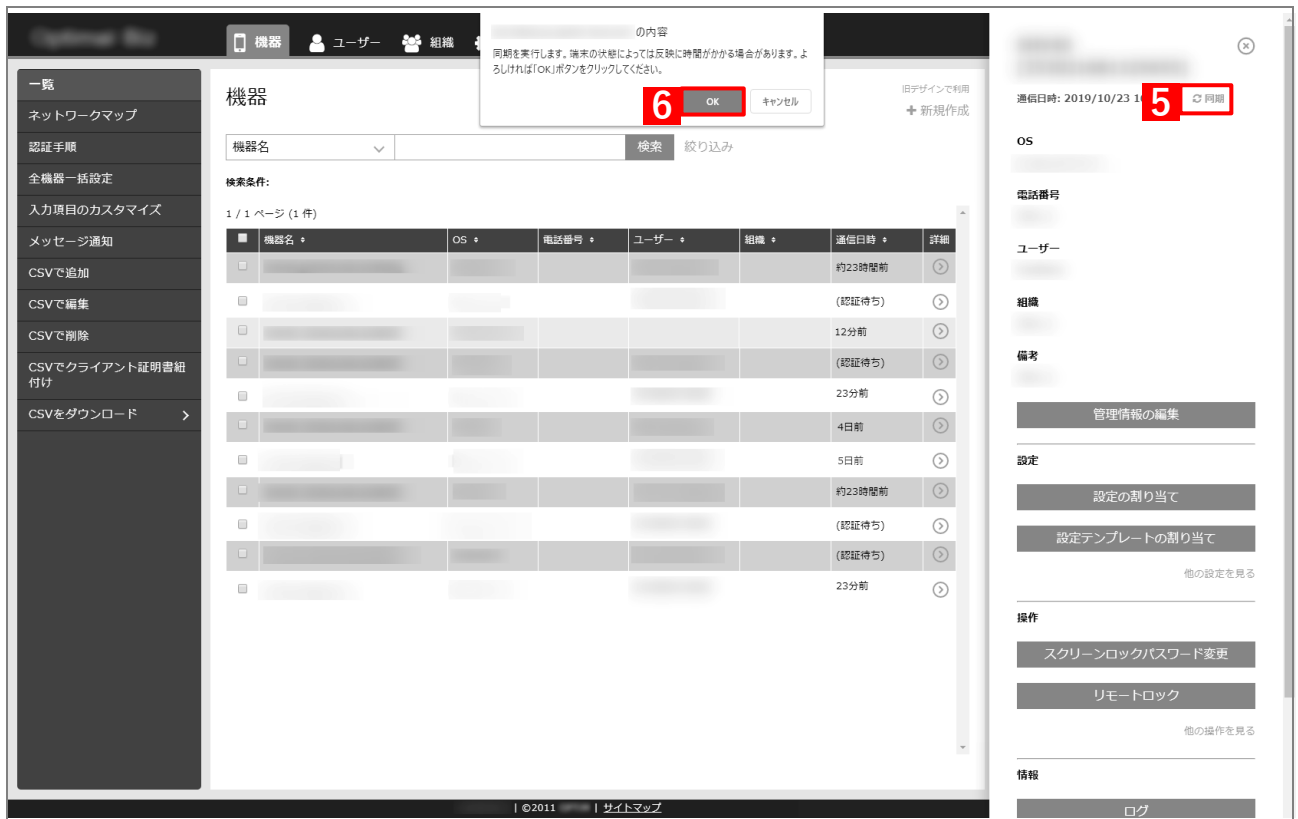 機器
ユーザー
組織
の内容
同期を実行します。端末の状態によっては反映に時間がかかる場合があります。よ
ろしければ「OK」ボタンをクリックしてください。
6
OK
キャンセル
一覧
ネットワークマップ
認証手順
全機器一括設定
入力項目のカスタマイズ
メッセージ通知
CSVで追加
CSVで編集
CSVで削除
CSVでクライアント証明書紐
付け
CSVをダウンロード
機器
旧デザインで利用
新規作成
機器名
検索
絞り込み
検索条件:
1 / 1 ページ (1 件)
機器名 OS 電話番号 ユーザー 組織 通信日時 詳細
約23時間前
(認証待ち)
12分前
(認証待ち)
23分前
4日前
5日前
約23時間前
(認証待ち)
(認証待ち)
23分前
通信日時: 2019/10/23 1
5
同期
OS
電話番号
ユーザー
組織
備考
管理情報の編集
設定
設定の割り当て
設定テンプレートの割り当て
他の設定を見る
操作
スクリーンロックパスワード変更
リモートロック
他の操作を見る
情報
ログ
| ©2011 | サイトマップ